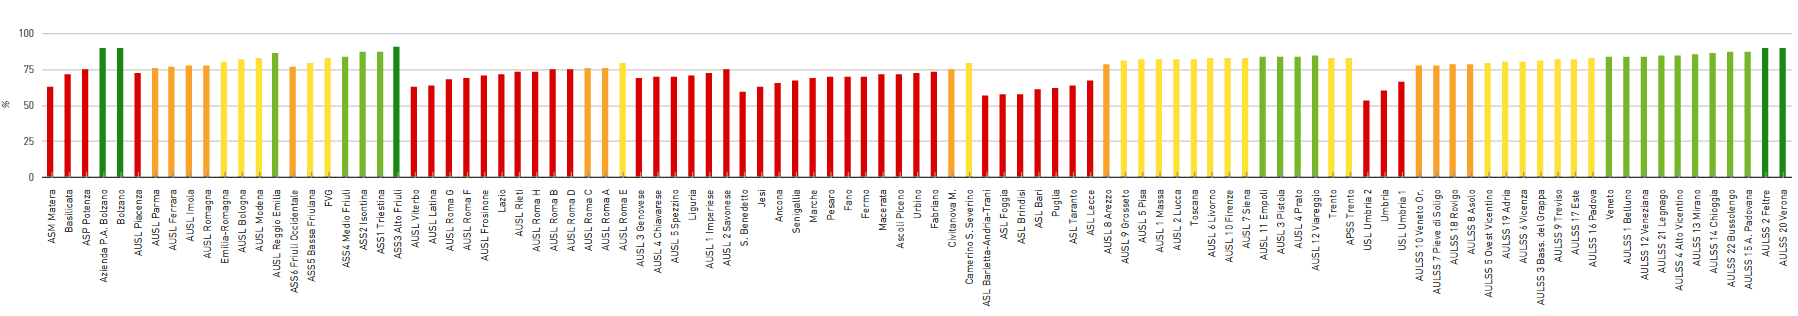 100
75
50
25
0
%
ASM Matera
Basilicata
ASP Potenza
Azienda P.A. Bolzano
Bolzano
AUSL Piacenza
AUSL Parma
AUSL Ferrara
AUSL Imola
AUSL Romagna
Emilia-Romagna
AUSL Bologna
AUSL Modena
AUSL Reggio Emilia
ASS6 Friuli Occidentale
ASS5 Bassa Friulana
FVG
ASS4 Medio Friuli
ASS2 Isontina
ASS1 Triestina
ASS3 Alto Friuli
AUSL Viterbo
AUSL Latina
AUSL Roma G
AUSL Roma F
AUSL Frosinone
Lazio
AUSL Rieti
AUSL Roma H
AUSL Roma B
AUSL Roma D
AUSL Roma C
AUSL Roma A
AUSL Roma E
AUSL 3 Genovese
AUSL 4 Chiavarese
AUSL 5 Spezzino
Liguria
AUSL 1 Imperiese
AUSL 2 Savonese
S. Benedetto
Jesi
Ancona
Senigallia
Marche
Pesaro
Fano
Fermo
Macerata
Ascoli Piceno
Urbino
Fabriano
Civitanova M.
Camerino S. Severino
ASL Barletta-Andria-Trani
ASL Foggia
ASL Brindisi
ASL Bari
Puglia
ASL Taranto
ASL Lecce
AUSL 8 Arezzo
AUSL 9 Grosseto
AUSL 5 Pisa
AUSL 1 Massa
AUSL 2 Lucca
Toscana
AUSL 6 Livorno
AUSL 10 Firenze
AUSL 7 Siena
AUSL 11 Empoli
AUSL 3 Pistoia
AUSL 4 Prato
AUSL 12 Viareggio
Trento
APSS Trento
USL Umbria 2
Umbria
USL Umbria 1
AULSS 10 Veneto Or.
AULSS 7 Pieve di Soligo
AULSS 18 Rovigo
AULSS 8 Asolo
AULSS 5 Ovest Vicentino
AULSS 19 Adria
AULSS 6 Vicenza
AULSS 3 Bass. del Grappa
AULSS 9 Treviso
AULSS 17 Este
AULSS 16 Padova
Veneto
AULSS 1 Belluno
AULSS 12 Veneziano
AULSS 21 Legnago
AULSS 4 Alto Vicentino
AULSS 13 Mirano
AULSS 14 Chioggia
AULSS 22 Bussolengo
AULSS 15 A. Padovana
AULSS 2 Feltre
AULSS 20 Verona